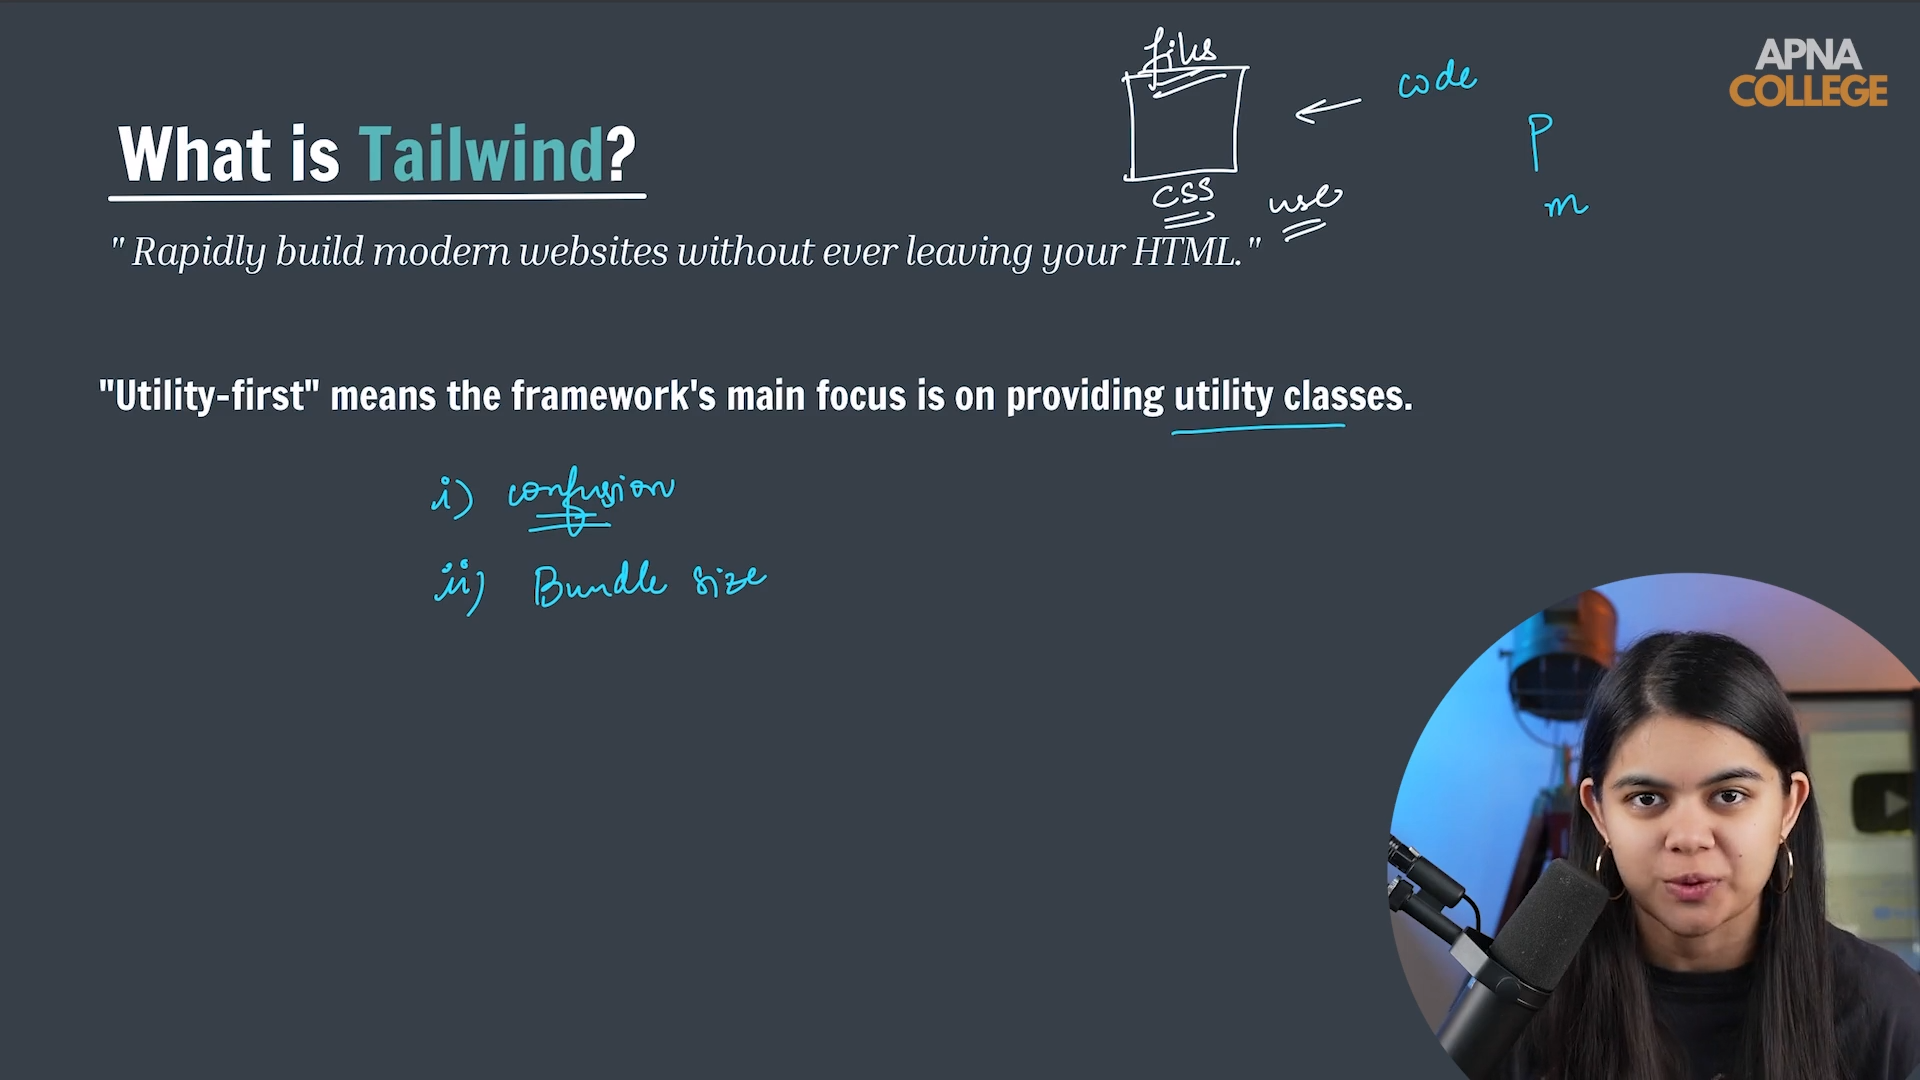 files
code
APNA
COLLEGE
P
What is Tailwind?
css
use
m
" Rapidly build modern websites without ever leaving your HTML."
"Utility-first" means the framework's main focus is on providing utility classes.
i) confusion
ii) Bundle size